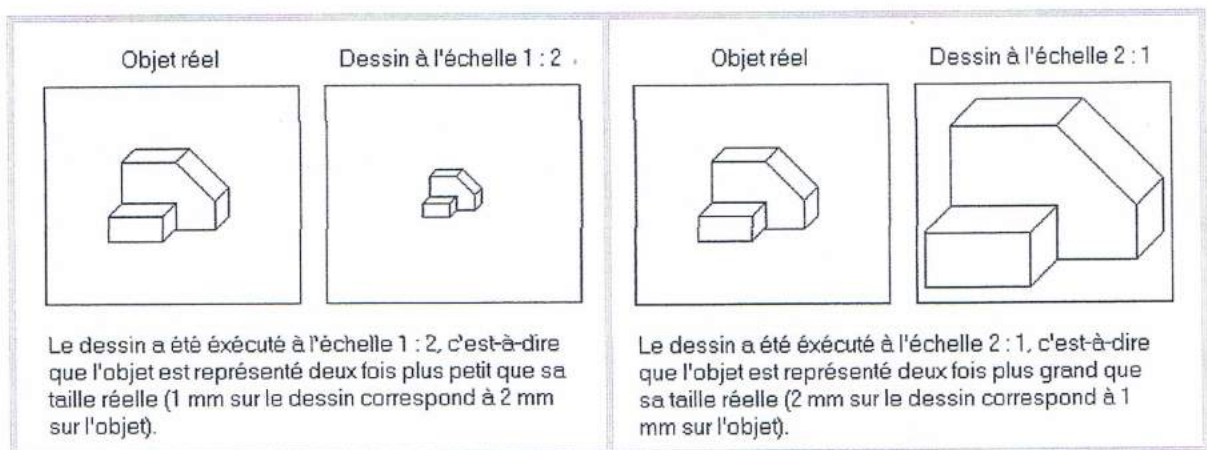 Objet réel
Dessin à l'échelle 1 : 2
Le dessin a été éxécuté à l'échelle 1 : 2, c'est-à-dire
que l'objet est représenté deux fois plus petit que sa
taille réelle (1 mm sur le dessin correspond à 2 mm
sur l'objet).
Objet réel
Dessin à l'échelle 2 : 1
Le dessin a été éxécuté à l'échelle 2 : 1, c'est-à-dire
que l'objet est représenté deux fois plus grand que
sa taille réelle (2 mm sur le dessin correspond à 1
mm sur l'objet).